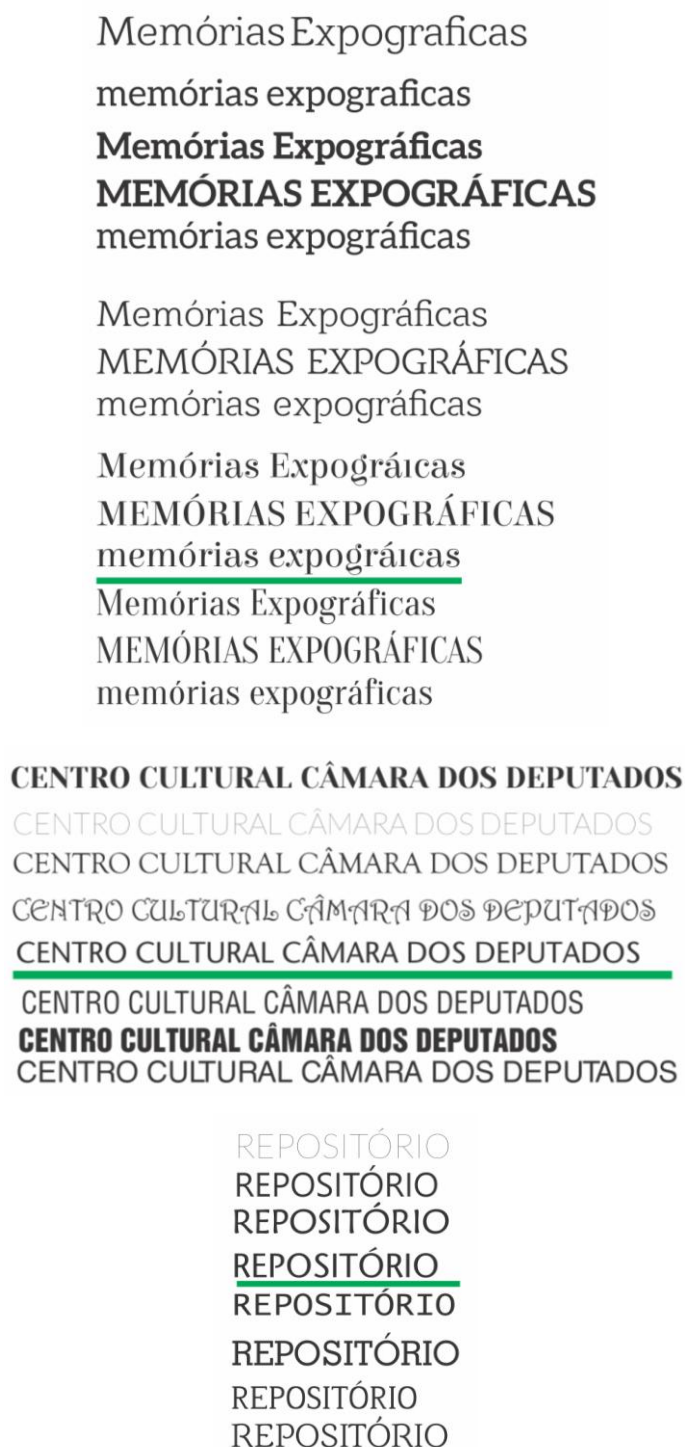 Memórias Expograficas
memórias expograficas
Memórias Expográficas
MEMÓRIAS EXPOGRÁFICAS
memórias expográficas
Memórias Expográficas
MEMÓRIAS EXPOGRÁFICAS
memórias expográficas
Memórias Expográıcas
MEMÓRIAS EXPOGRÁFICAS
memórias expográıcas
Memórias Expográficas
MEMÓRIAS EXPOGRÁFICAS
memórias expográficas
CENTRO CULTURAL CÂMARA DOS DEPUTADOS
CENTRO CULTURAL CÂMARA DOS DEPUTADOS
CENTRO CULTURAL CÂMARA DOS DEPUTADOS
CENTRO CULTURAL CÂMARA DOS DEPUTADOS
CENTRO CULTURAL CÂMARA DOS DEPUTADOS
CENTRO CULTURAL CÂMARA DOS DEPUTADOS
CENTRO CULTURAL CÂMARA DOS DEPUTADOS
CENTRO CULTURAL CÂMARA DOS DEPUTADOS
REPOSITÓRIO
REPOSITÓRIO
REPOSITÓRIO
REPOSITÓRIO
REPOSITÓRIO
REPOSITÓRIO
REPOSITÓRIO
REPOSITÓRIO